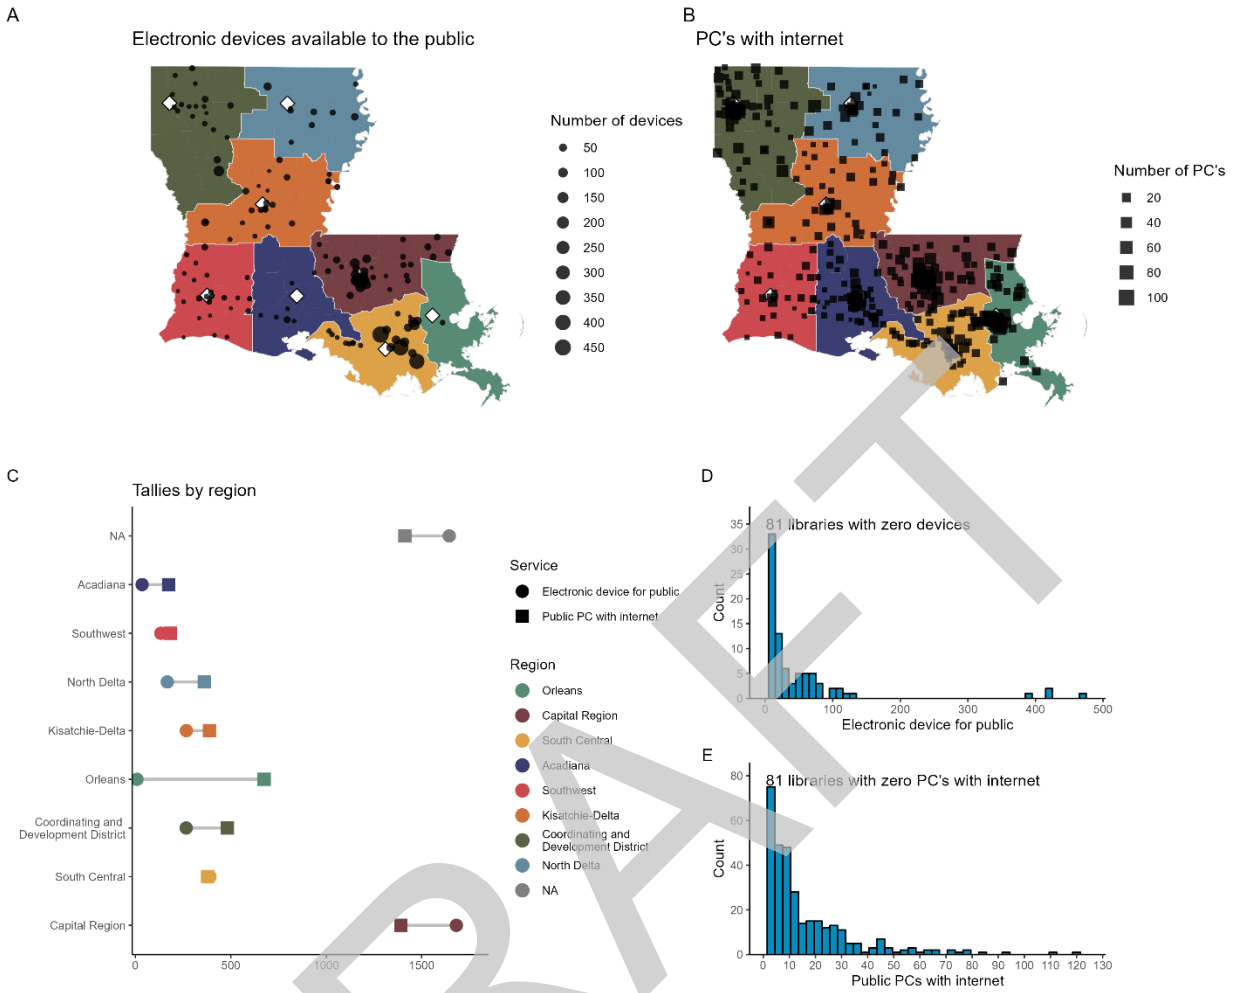 A
Electronic devices available to the public
Number of devices
50
100
150
200
250
300
350
400
450
B
PC's with internet
Number of PC's
20
40
60
80
100
C
Tallies by region
NA
Acadiana
Southwest
North Delta
Kisatchie-Delta
Orleans
Coordinating and
Development District
South Central
Capital Region
0 500 1000 1500
Service
Electronic device for public
Public PC with internet
Region
Orleans
Capital Region
South Central
Acadiana
Southwest
Kisatchie-Delta
Coordinating and
Development District
North Delta
NA
D
81 libraries with zero devices
Count
35
30
25
20
15
10
5
0
0 100 200 300 400 500
Electronic device for public
E
81 libraries with zero PC's with internet
Count
80
60
40
20
0
0 10 20 30 40 50 60 70 80 90 100 110 120 130
Public PCs with internet
RAFT